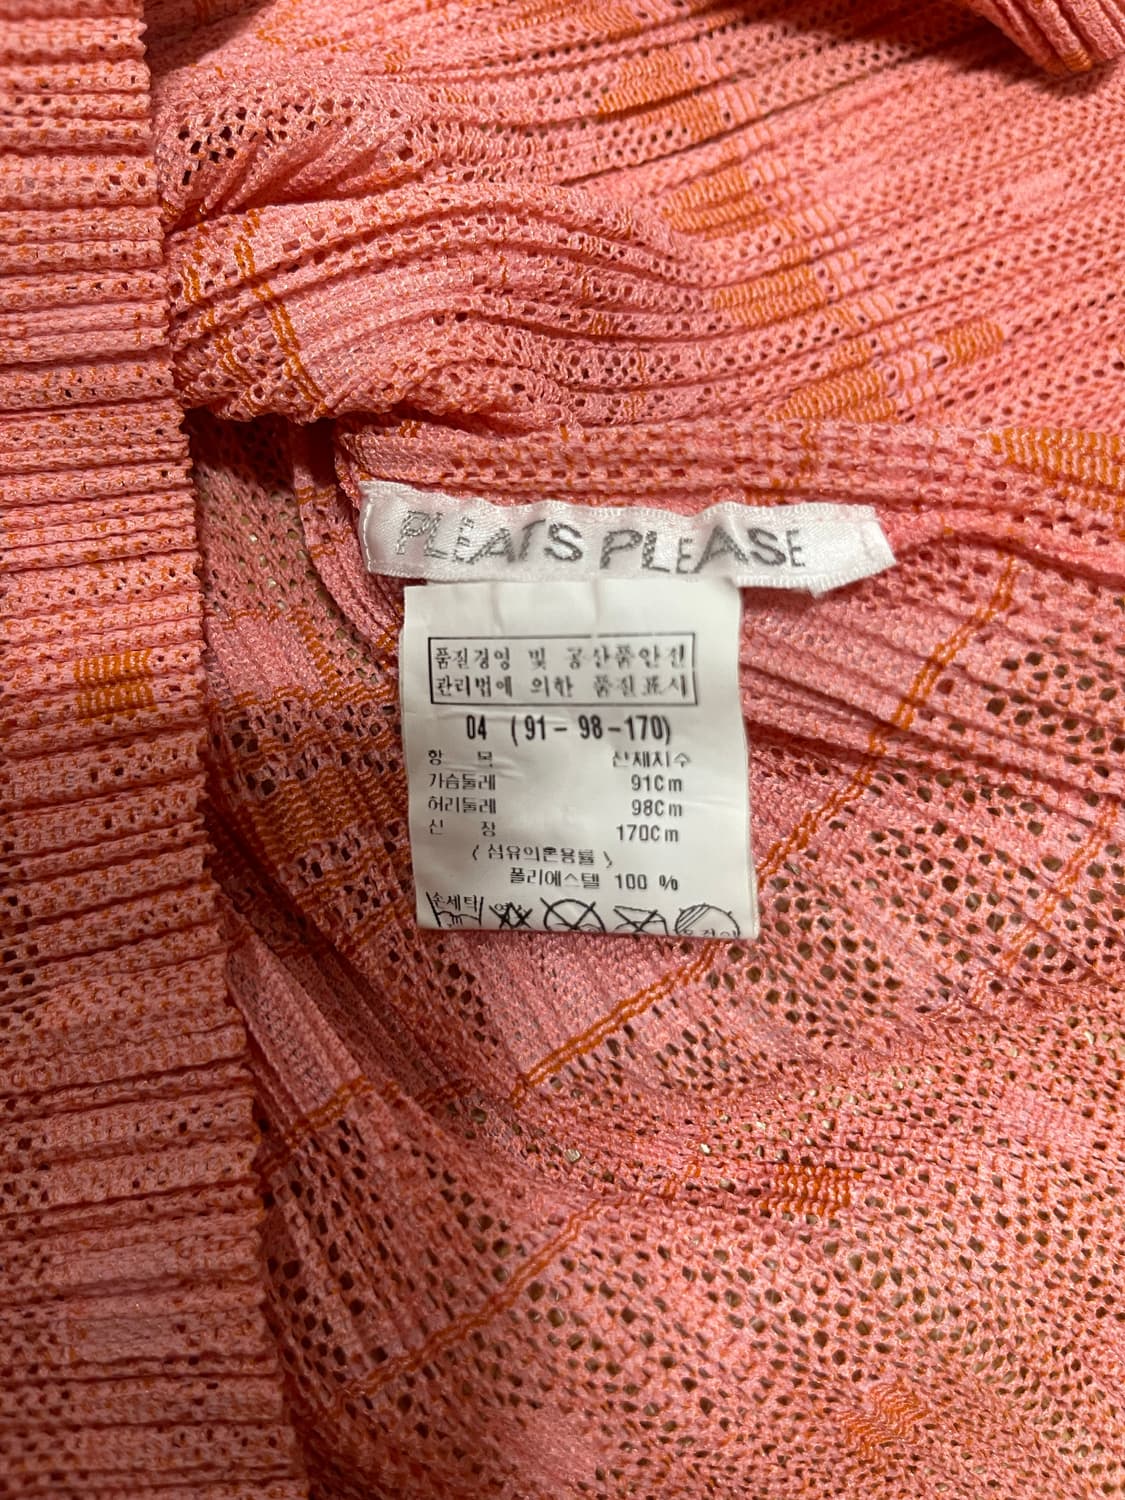 PLEATS PLEASE
품질경영 및 공산품안전
관리법에 의한 품질표시
04 (91-98-170)
항 목 신체치수
가슴둘레 91Cm
허리둘레 98Cm
신 장 170Cm
〈 섬유의혼용률 〉
폴리에스텔 100 %
손세탁